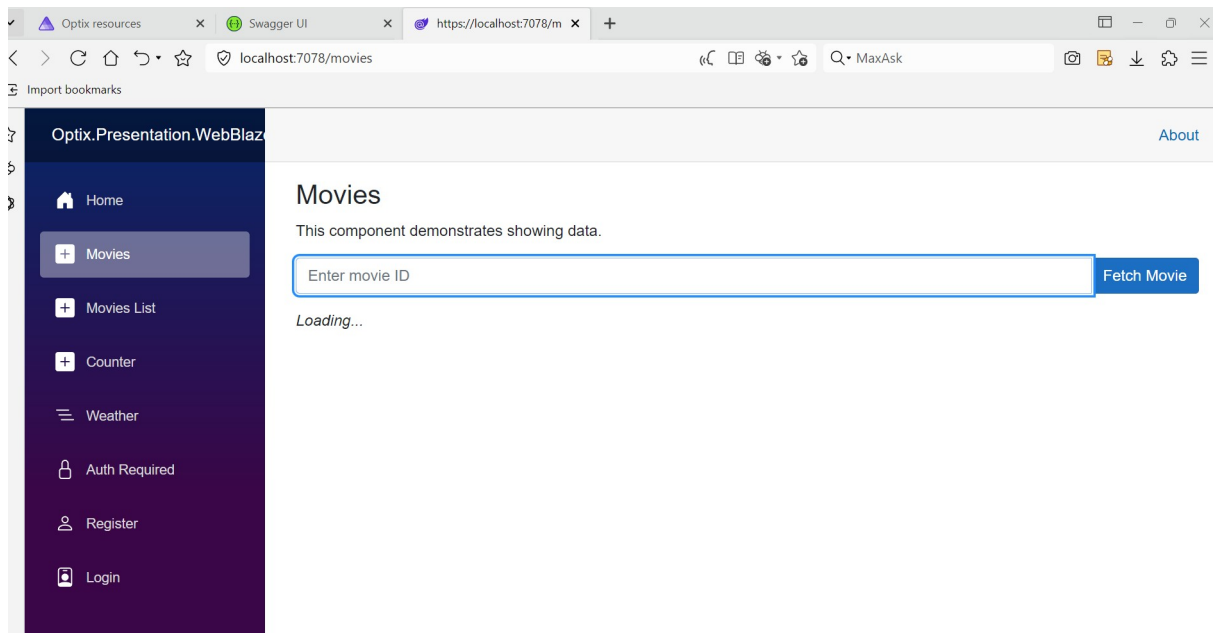 Optix resources
Swagger UI
https://localhost:7078/m
localhost:7078/movies
MaxAsk
Import bookmarks
Optix.Presentation.WebBlaz
About
Home
Movies
Movies List
Counter
Weather
Auth Required
Register
Login
Movies
This component demonstrates showing data.
Enter movie ID
Fetch Movie
Loading...